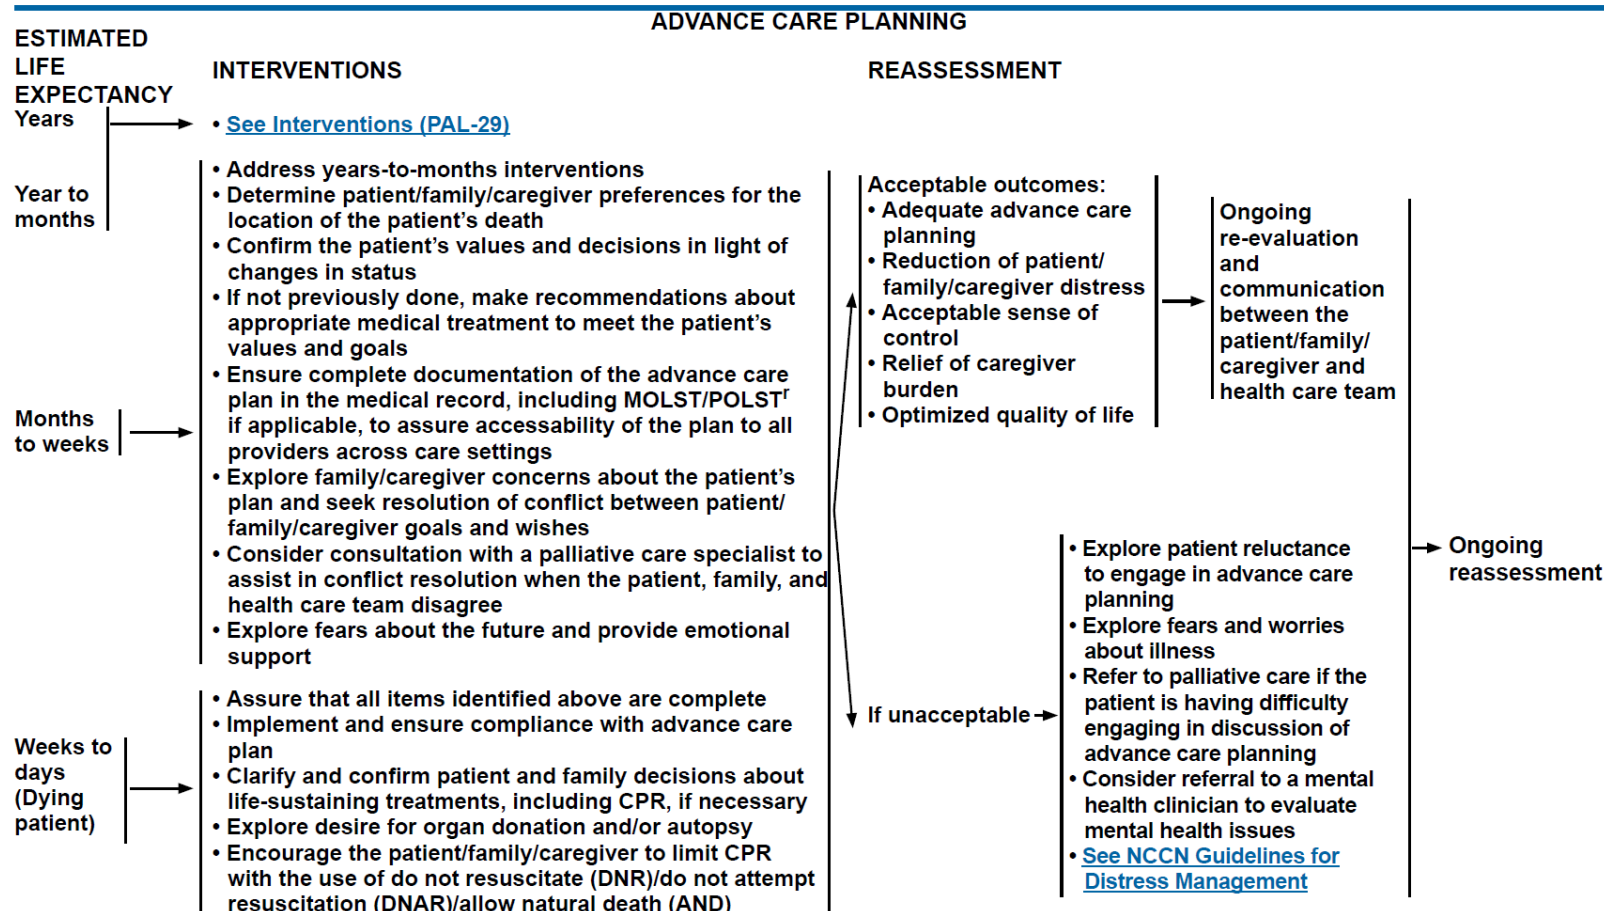 ADVANCE CARE PLANNING
ESTIMATED
LIFE
EXPECTANCY
INTERVENTIONS
REASSESSMENT
Years
• See Interventions (PAL-29)
Year to
months
Months
to weeks
• Address years-to-months interventions
• Determine patient/family/caregiver preferences for the
location of the patient’s death
• Confirm the patient’s values and decisions in light of
changes in status
• If not previously done, make recommendations about
appropriate medical treatment to meet the patient’s
values and goals
• Ensure complete documentation of the advance care
plan in the medical record, including MOLST/POLSTr
if applicable, to assure accessability of the plan to all
providers across care settings
• Explore family/caregiver concerns about the patient’s
plan and seek resolution of conflict between patient/
family/caregiver goals and wishes
• Consider consultation with a palliative care specialist to
assist in conflict resolution when the patient, family, and
health care team disagree
• Explore fears about the future and provide emotional
support
Weeks to
days
(Dying
patient)
• Assure that all items identified above are complete
• Implement and ensure compliance with advance care
plan
• Clarify and confirm patient and family decisions about
life-sustaining treatments, including CPR, if necessary
• Explore desire for organ donation and/or autopsy
• Encourage the patient/family/caregiver to limit CPR
with the use of do not resuscitate (DNR)/do not attempt
resuscitation (DNAR)/allow natural death (AND)
Acceptable outcomes:
• Adequate advance care
planning
• Reduction of patient/
family/caregiver distress
• Acceptable sense of
control
• Relief of caregiver
burden
• Optimized quality of life
Ongoing
re-evaluation
and
communication
between the
patient/family/
caregiver and
health care team
If unacceptable
• Explore patient reluctance
to engage in advance care
planning
• Explore fears and worries
about illness
• Refer to palliative care if the
patient is having difficulty
engaging in discussion of
advance care planning
• Consider referral to a mental
health clinician to evaluate
mental health issues
• See NCCN Guidelines for
Distress Management
Ongoing
reassessment